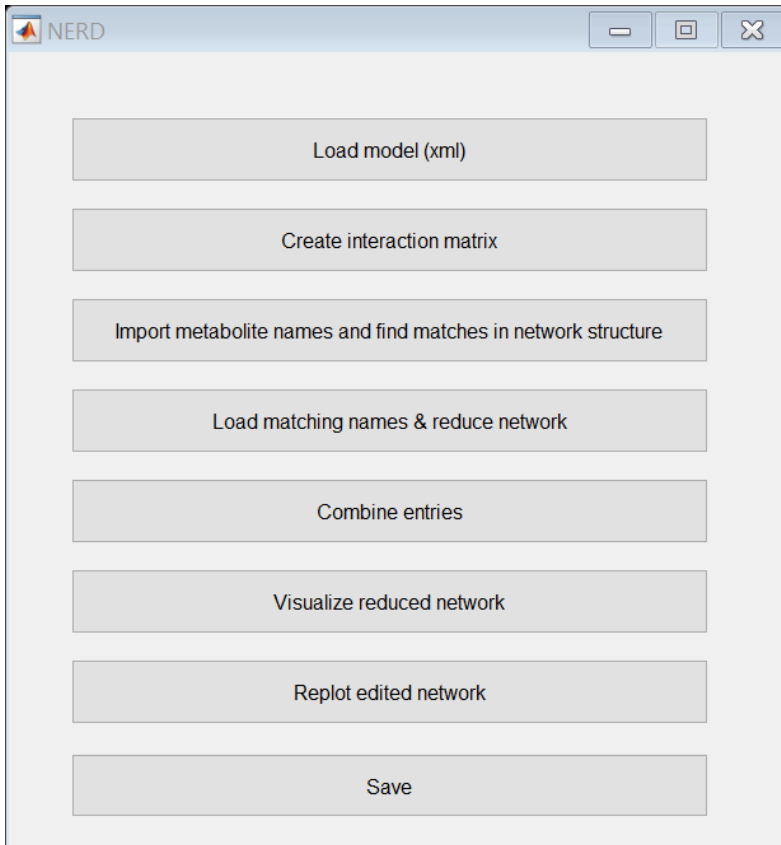 NERD
Load model (xml)
Create interaction matrix
Import metabolite names and find matches in network structure
Load matching names & reduce network
Combine entries
Visualize reduced network
Replot edited network
Save